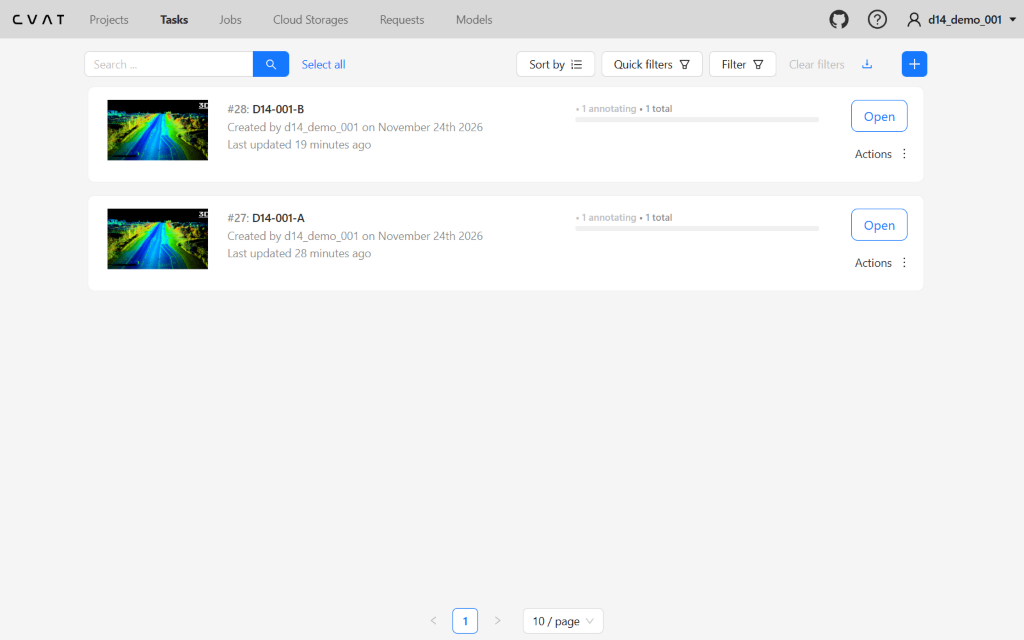 CVAT Projects Tasks Jobs Cloud Storages Requests Models d14_demo_001
Search ... Select all Sort by Quick filters Filter Clear filters
3D
#28: D14-001-B
Created by d14_demo_001 on November 24th 2026
Last updated 19 minutes ago
• 1 annotating • 1 total
Open
Actions
3D
#27: D14-001-A
Created by d14_demo_001 on November 24th 2026
Last updated 28 minutes ago
• 1 annotating • 1 total
Open
Actions
1 10 / page